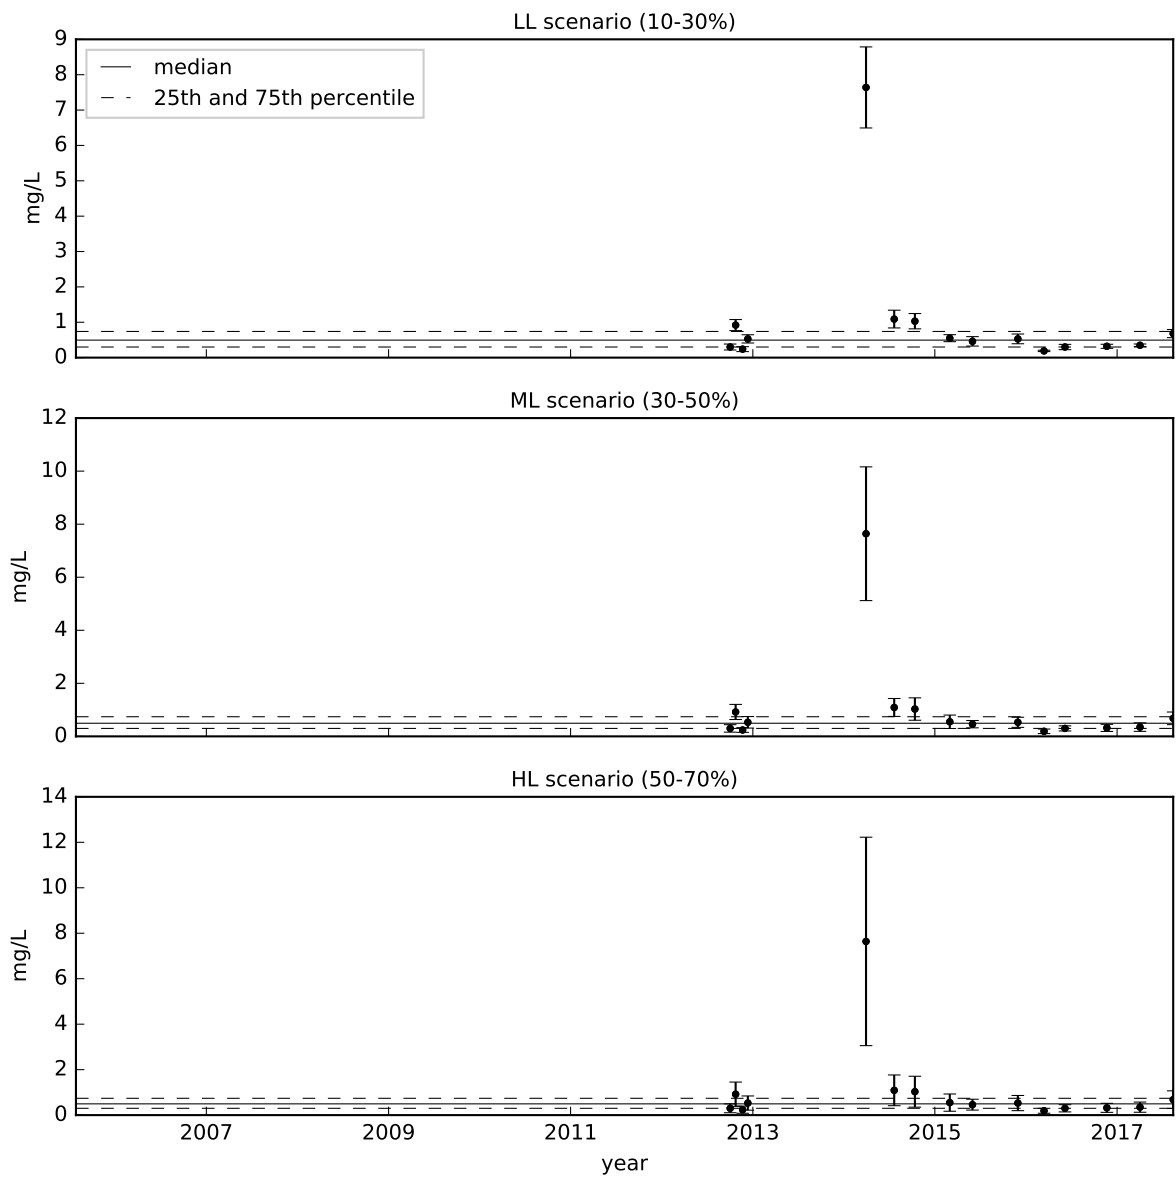 LL scenario (10-30%)
9
8
7
6
5
4
3
2
1
0
mg/L
median
25th and 75th percentile
ML scenario (30-50%)
12
10
8
6
4
2
0
mg/L
HL scenario (50-70%)
14
12
10
8
6
4
2
0
mg/L
2007 2009 2011 2013 2015 2017
year